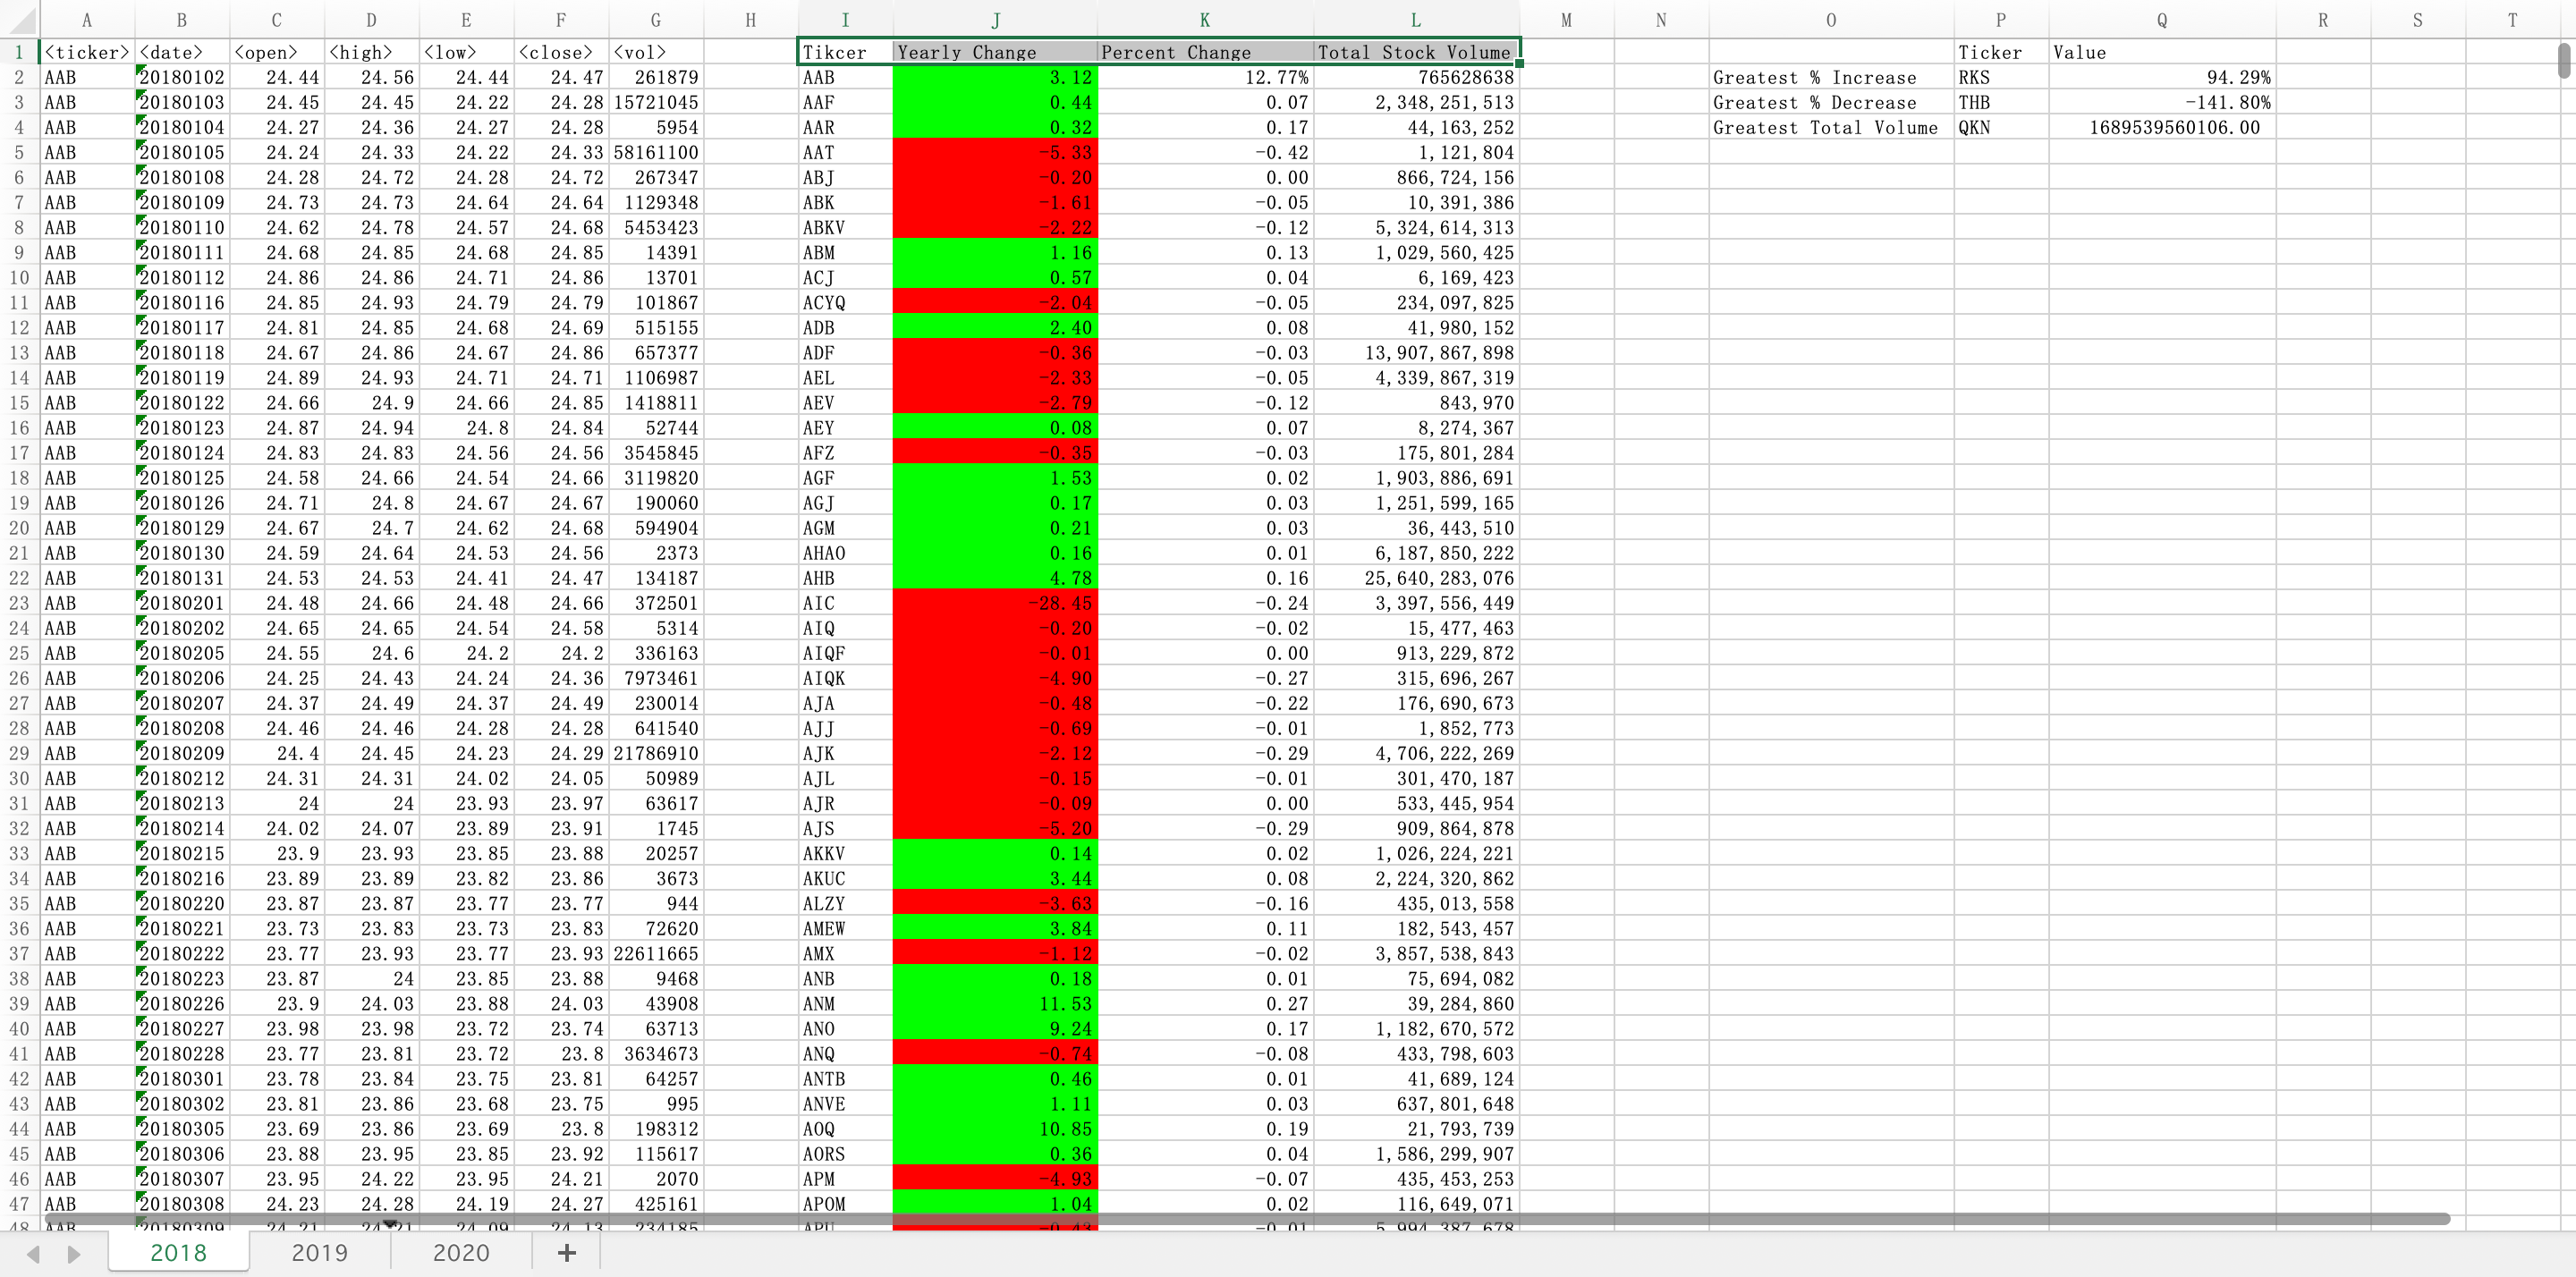 A B C D E F G H I J K L M N O P Q R S T
1 <ticker> <date> <open> <high> <low> <close> <vol> Tikcer Yearly Change Percent Change Total Stock Volume Ticker Value
2 AAB 20180102 24.44 24.56 24.44 24.47 261879 AAB 3.12 12.77% 765628638 Greatest % Increase RKS 94.29%
3 AAB 20180103 24.45 24.45 24.22 24.28 15721045 AAF 0.44 0.07 2,348,251,513 Greatest % Decrease THB -141.80%
4 AAB 20180104 24.27 24.36 24.27 24.28 5954 AAR 0.32 0.17 44,163,252 Greatest Total Volume QKN 1689539560106.00
5 AAB 20180105 24.24 24.33 24.22 24.33 58161100 AAT -5.33 -0.42 1,121,804
6 AAB 20180108 24.28 24.72 24.28 24.72 267347 ABJ -0.20 0.00 866,724,156
7 AAB 20180109 24.73 24.73 24.64 24.64 1129348 ABK -1.61 -0.05 10,391,386
8 AAB 20180110 24.62 24.78 24.57 24.68 5453423 ABKV -2.22 -0.12 5,324,614,313
9 AAB 20180111 24.68 24.85 24.68 24.85 14391 ABM 1.16 0.13 1,029,560,425
10 AAB 20180112 24.86 24.86 24.71 24.86 13701 ACJ 0.57 0.04 6,169,423
11 AAB 20180116 24.85 24.93 24.79 24.79 101867 ACYQ -2.04 -0.05 234,097,825
12 AAB 20180117 24.81 24.85 24.68 24.69 515155 ADB 2.40 0.08 41,980,152
13 AAB 20180118 24.67 24.86 24.67 24.86 657377 ADF -0.36 -0.03 13,907,867,898
14 AAB 20180119 24.89 24.93 24.71 24.71 1106987 AEL -2.33 -0.05 4,339,867,319
15 AAB 20180122 24.66 24.9 24.66 24.85 1418811 AEV -2.79 -0.12 843,970
16 AAB 20180123 24.87 24.94 24.8 24.84 52744 AEY 0.08 0.07 8,274,367
17 AAB 20180124 24.83 24.83 24.56 24.56 3545845 AFZ -0.35 -0.03 175,801,284
18 AAB 20180125 24.58 24.66 24.54 24.66 3119820 AGF 1.53 0.02 1,903,886,691
19 AAB 20180126 24.71 24.8 24.67 24.67 190060 AGJ 0.17 0.03 1,251,599,165
20 AAB 20180129 24.67 24.7 24.62 24.68 594904 AGM 0.21 0.03 36,443,510
21 AAB 20180130 24.59 24.64 24.53 24.56 2373 AHAO 0.16 0.01 6,187,850,222
22 AAB 20180131 24.53 24.53 24.41 24.47 134187 AHB 4.78 0.16 25,640,283,076
23 AAB 20180201 24.48 24.66 24.48 24.66 372501 AIC -28.45 -0.24 3,397,556,449
24 AAB 20180202 24.65 24.65 24.54 24.58 5314 AIQ -0.20 -0.02 15,477,463
25 AAB 20180205 24.55 24.6 24.2 24.2 336163 AIQF -0.01 0.00 913,229,872
26 AAB 20180206 24.25 24.43 24.24 24.36 7973461 AIQK -4.90 -0.27 315,696,267
27 AAB 20180207 24.37 24.49 24.37 24.49 230014 AJA -0.48 -0.22 176,690,673
28 AAB 20180208 24.46 24.46 24.28 24.28 641540 AJJ -0.69 -0.01 1,852,773
29 AAB 20180209 24.4 24.45 24.23 24.29 21786910 AJK -2.12 -0.29 4,706,222,269
30 AAB 20180212 24.31 24.31 24.02 24.05 50989 AJL -0.15 -0.01 301,470,187
31 AAB 20180213 24 24 23.93 23.97 63617 AJR -0.09 0.00 533,445,954
32 AAB 20180214 24.02 24.07 23.89 23.91 1745 AJS -5.20 -0.29 909,864,878
33 AAB 20180215 23.9 23.93 23.85 23.88 20257 AKKV 0.14 0.02 1,026,224,221
34 AAB 20180216 23.89 23.89 23.82 23.86 3673 AKUC 3.44 0.08 2,224,320,862
35 AAB 20180220 23.87 23.87 23.77 23.77 944 ALZY -3.63 -0.16 435,013,558
36 AAB 20180221 23.73 23.83 23.73 23.83 72620 AMEW 3.84 0.11 182,543,457
37 AAB 20180222 23.77 23.93 23.77 23.93 22611665 AMX -1.12 -0.02 3,857,538,843
38 AAB 20180223 23.87 24 23.85 23.88 9468 ANB 0.18 0.01 75,694,082
39 AAB 20180226 23.9 24.03 23.88 24.03 43908 ANM 11.53 0.27 39,284,860
40 AAB 20180227 23.98 23.98 23.72 23.74 63713 ANO 9.24 0.17 1,182,670,572
41 AAB 20180228 23.77 23.81 23.72 23.8 3634673 ANQ -0.74 -0.08 433,798,603
42 AAB 20180301 23.78 23.84 23.75 23.81 64257 ANTB 0.46 0.01 41,689,124
43 AAB 20180302 23.81 23.86 23.68 23.75 995 ANVE 1.11 0.03 637,801,648
44 AAB 20180305 23.69 23.86 23.69 23.8 198312 AOQ 10.85 0.19 21,793,739
45 AAB 20180306 23.88 23.95 23.85 23.92 115617 AORS 0.36 0.04 1,586,299,907
46 AAB 20180307 23.95 24.22 23.95 24.21 2070 APM -4.93 -0.07 435,453,253
47 AAB 20180308 24.23 24.28 24.19 24.27 425161 APOM 1.04 0.02 116,649,071
2018 2019 2020 +